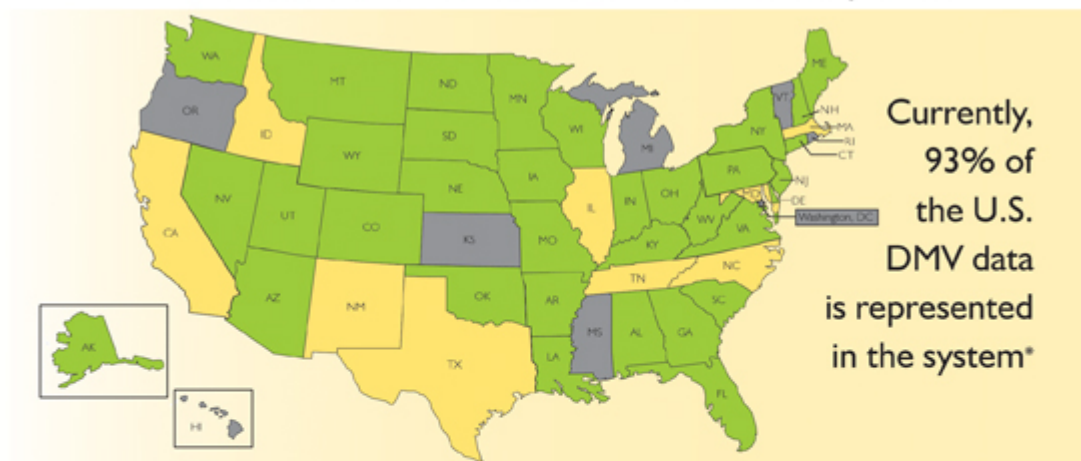 WA
MT
ND
MN
ME
OR
ID
SD
WI
MI
VT
NH
NY
MA
RI
CT
WY
IA
PA
NJ
NE
NV
UT
CO
IL
IN
OH
DE
Washington, DC
WV
VA
KS
MO
KY
CA
AZ
NM
OK
AR
TN
NC
SC
MS
AL
GA
TX
LA
FL
AK
HI
Currently,
93% of
the U.S.
DMV data
is represented
in the system*